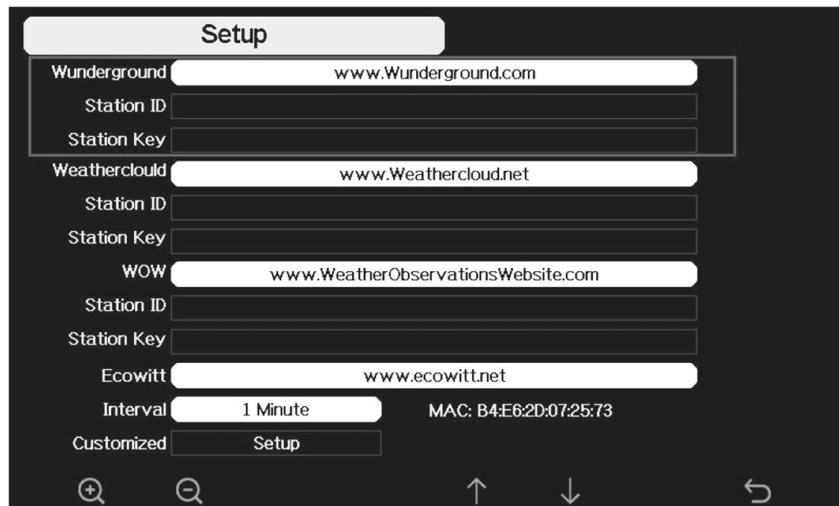 Setup
Wunderground www.Wunderground.com
Station ID
Station Key
Weatherclould www.Weathercloud.net
Station ID
Station Key
WOW www.WeatherObservationsWebsite.com
Station ID
Station Key
Ecowitt www.ecowitt.net
Interval 1 Minute MAC: B4:E6:2D:07:25:73
Customized Setup